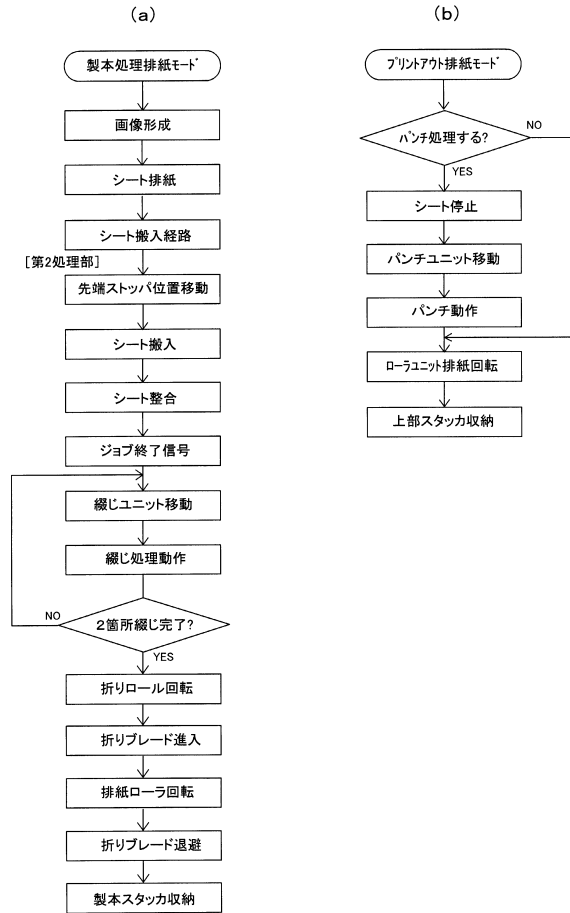 (a)
製本処理排紙モード
画像形成
シート排紙
シート搬入経路
[第2処理部]
先端ストッパ位置移動
シート搬入
シート整合
ジョブ終了信号
綴じユニット移動
綴じ処理動作
NO
2箇所綴じ完了?
YES
折りロール回転
折りブレード進入
排紙ローラ回転
折りブレード退避
製本スタッカ収納
(b)
プリントアウト排紙モード
パンチ処理する?
NO
YES
シート停止
パンチユニット移動
パンチ動作
ローラユニット排紙回転
上部スタッカ収納